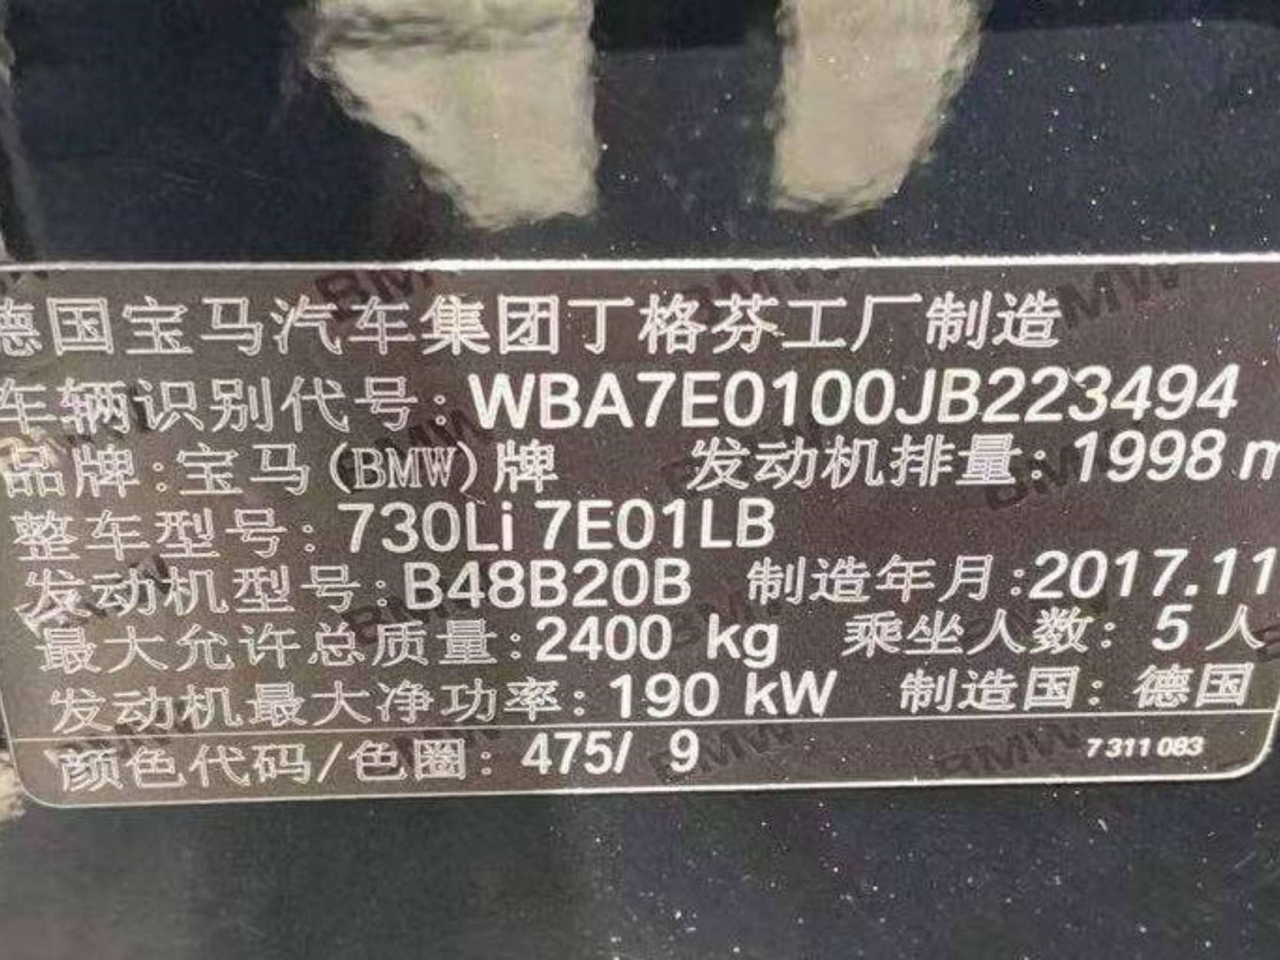 德国宝马汽车集团丁格芬工厂制造
车辆识别代号: WBA7E0100JB223494
品牌:宝马(BMW)牌 发动机排量: 1998 m
整车型号: 730Li 7E01LB
发动机型号: B48B20B 制造年月:2017.11
最大允许总质量: 2400 kg 乘坐人数: 5 人
发动机最大净功率: 190 kW 制造国: 德国
颜色代码/色圈: 475/ 9 7 311 083